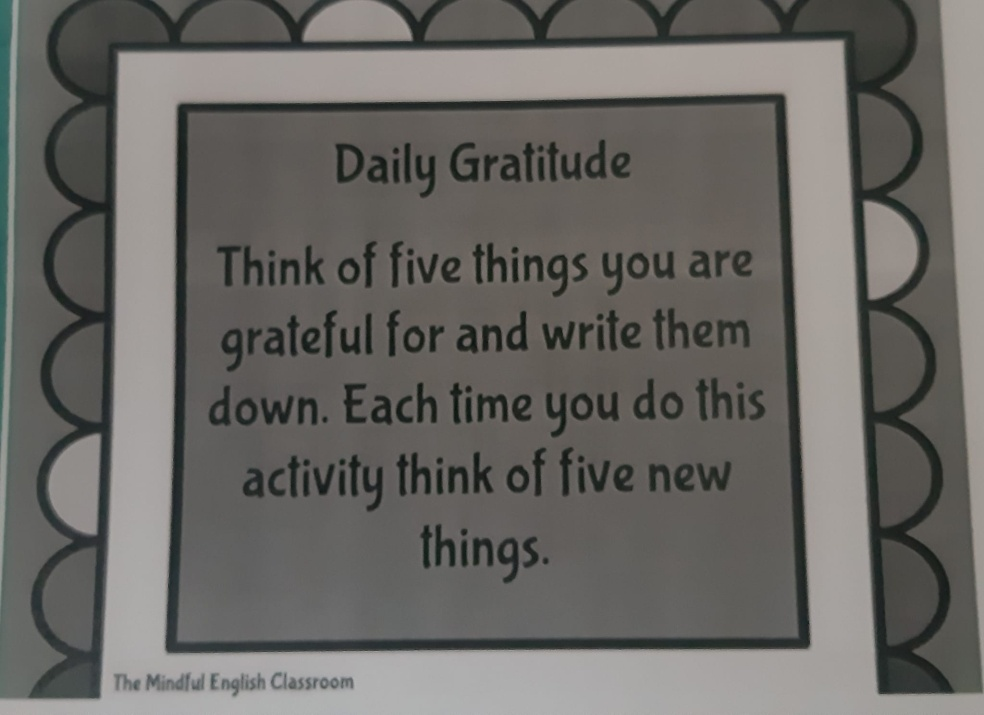 Daily Gratitude
Think of five things you are
grateful for and write them
down. Each time you do this
activity think of five new
things.
The Mindful English Classroom